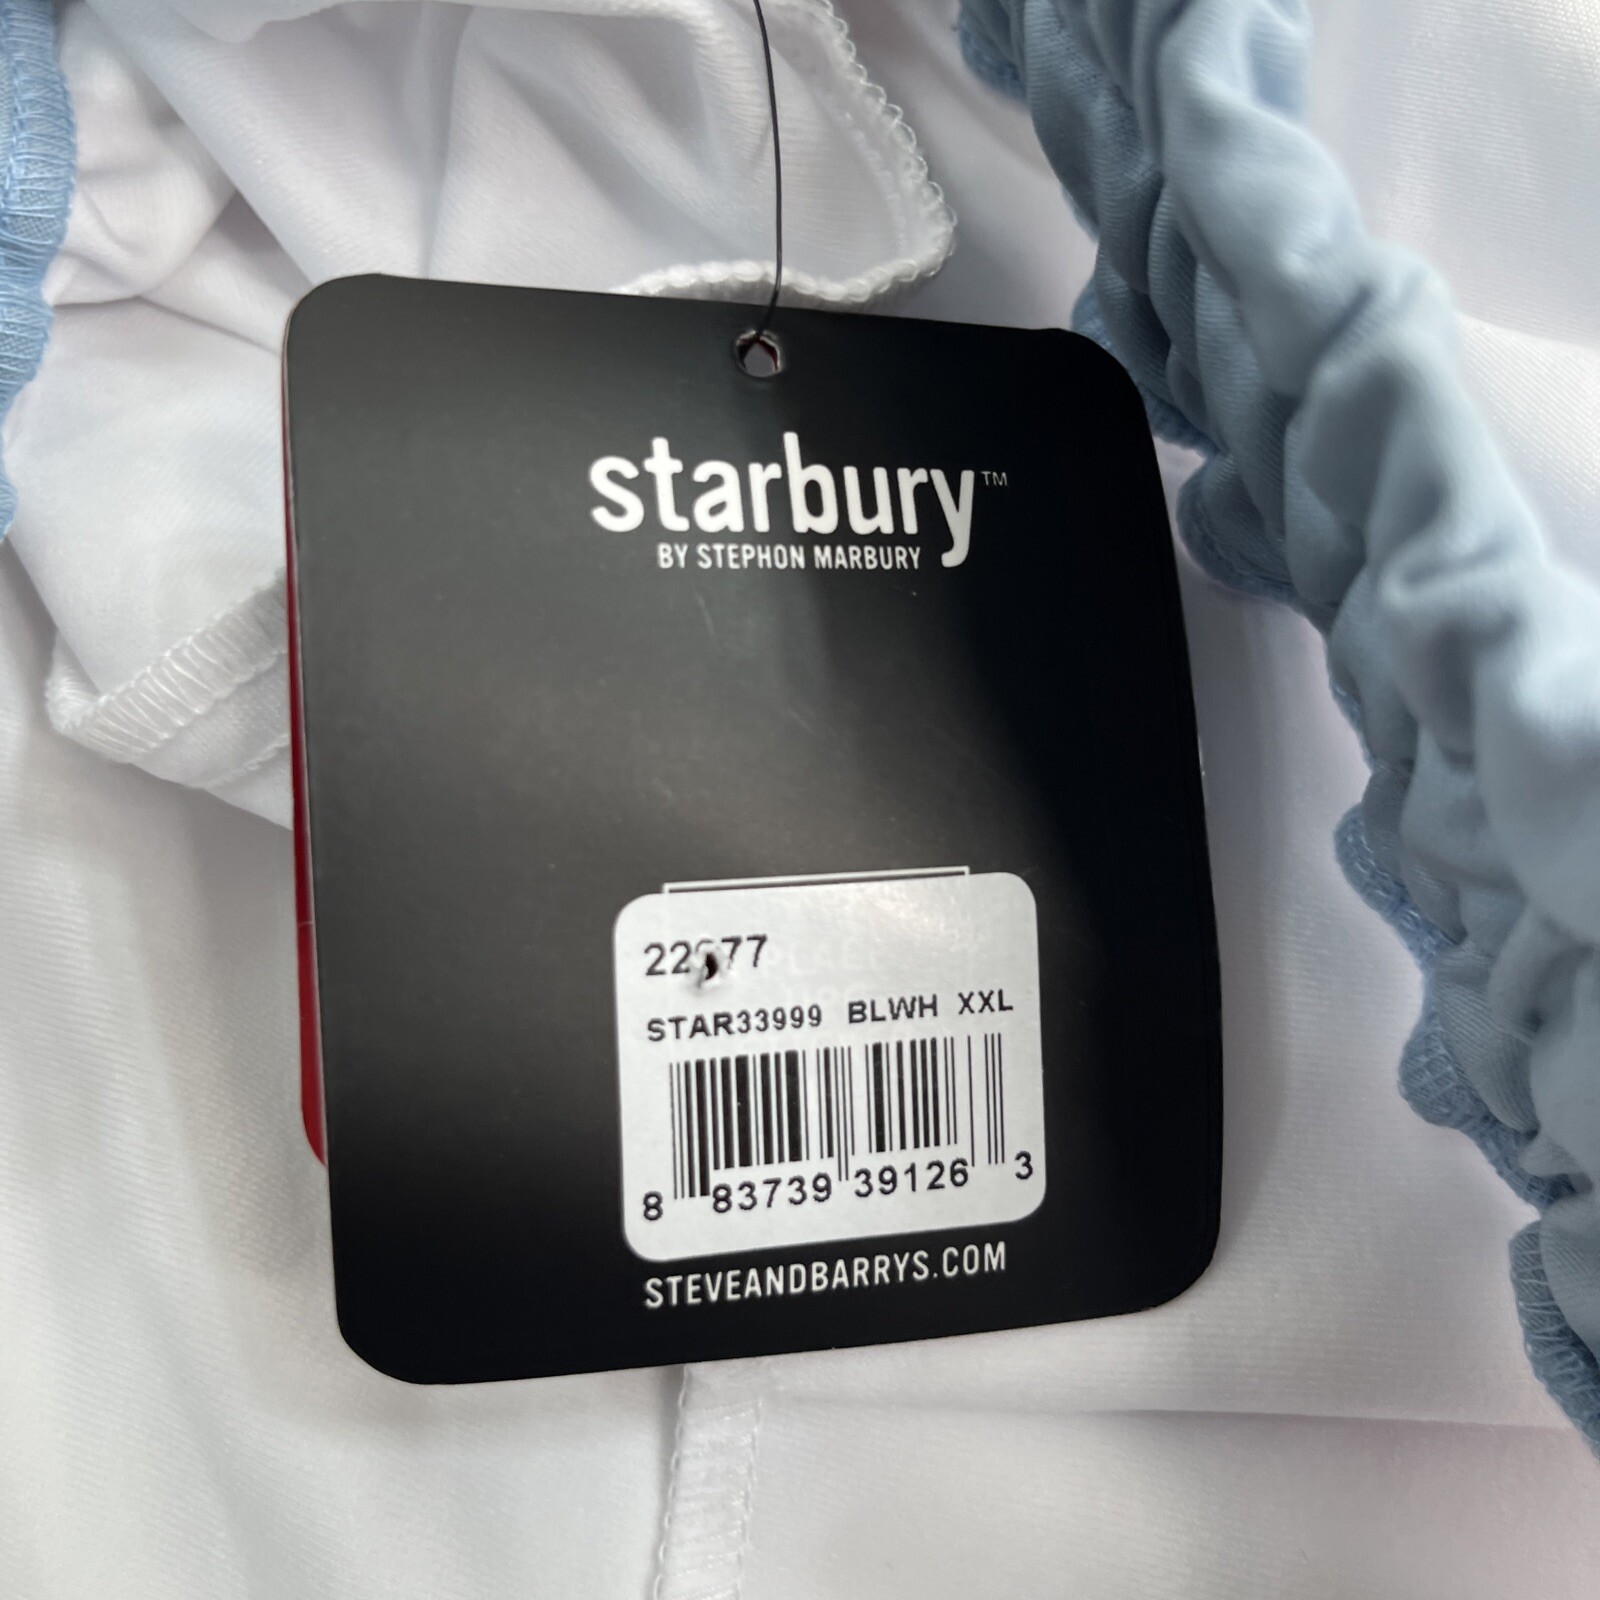 starbury™
BY STEPHON MARBURY
STAR33999 BLWH XXL
8 83739 39126 3
STEVEANDBARRYS.COM